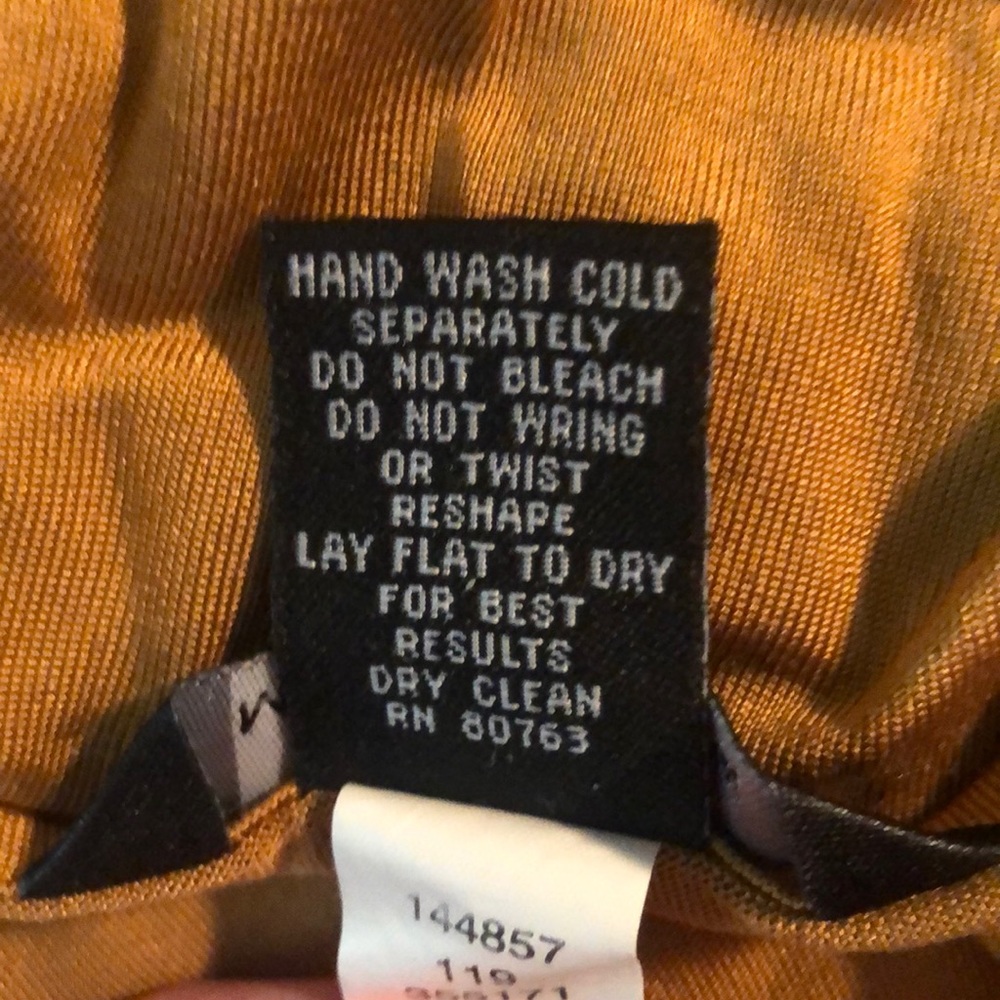 HAND WASH COLD
SEPARATELY
DO NOT BLEACH
DO NOT WRING
OR TWIST
RESHAPE
LAY FLAT TO DRY
FOR BEST
RESULTS
DRY CLEAN
RN 80763
144857
119